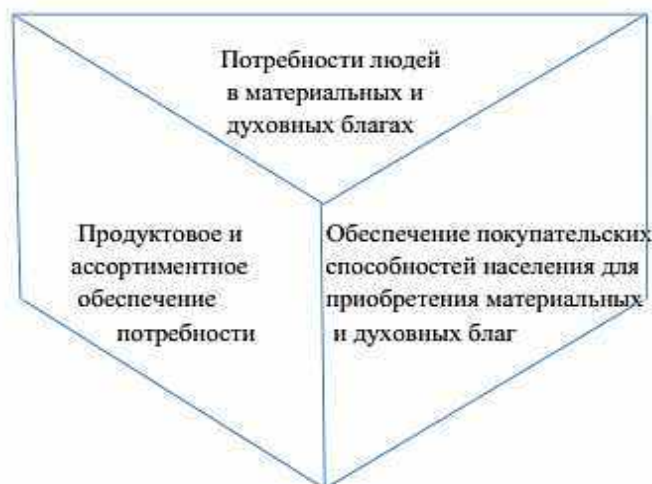 Потребности людей
в материальных и
духовных благах
Продуктовое и
ассортиментное
обеспечение
потребности
Обеспечение покупательских
способностей населения для
приобретения материальных
и духовных благ